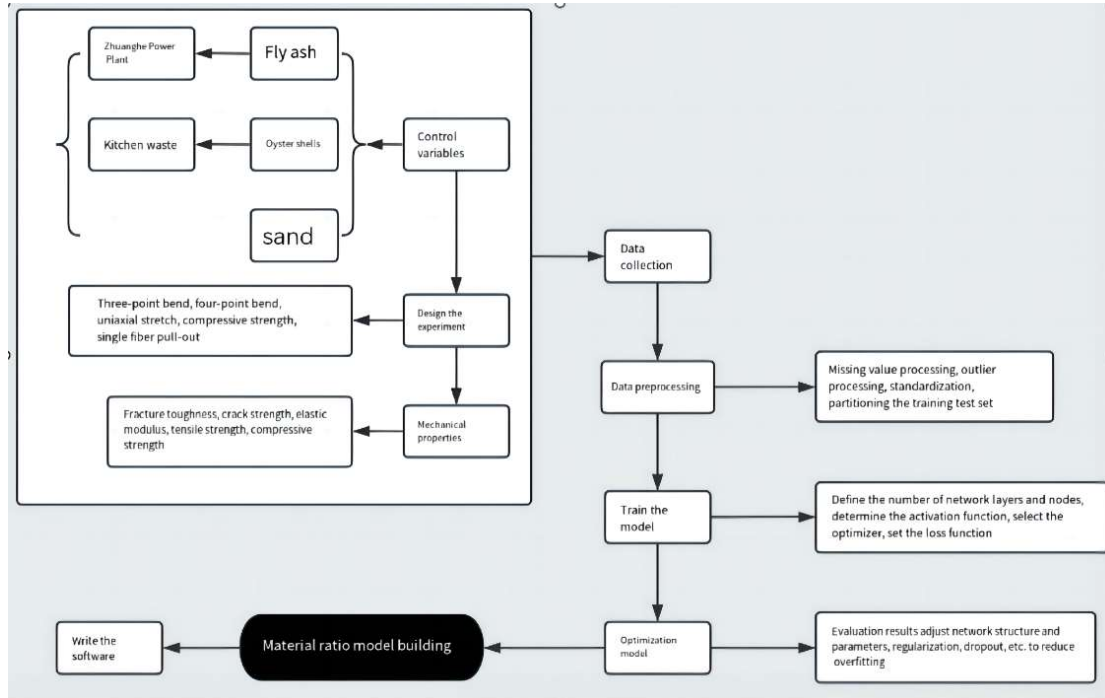 Zhuanghe Power
Plant
Fly ash
Kitchen waste
Oyster shells
Control
variables
sand
Data
collection
Three-point bend, four-point bend,
uniaxial stretch, compressive strength,
single fiber pull-out
Design the
experiment
Data preprocessing
Missing value processing, outlier
processing, standardization,
partitioning the training test set
Fracture toughness, crack strength, elastic
modulus, tensile strength, compressive
strength
Mechanical
properties
Train the
model
Define the number of network layers and nodes,
determine the activation function, select the
optimizer, set the loss function
Write the
software
Material ratio model building
Optimization
model
Evaluation results adjust network structure and
parameters, regularization, dropout, etc. to reduce
overfitting